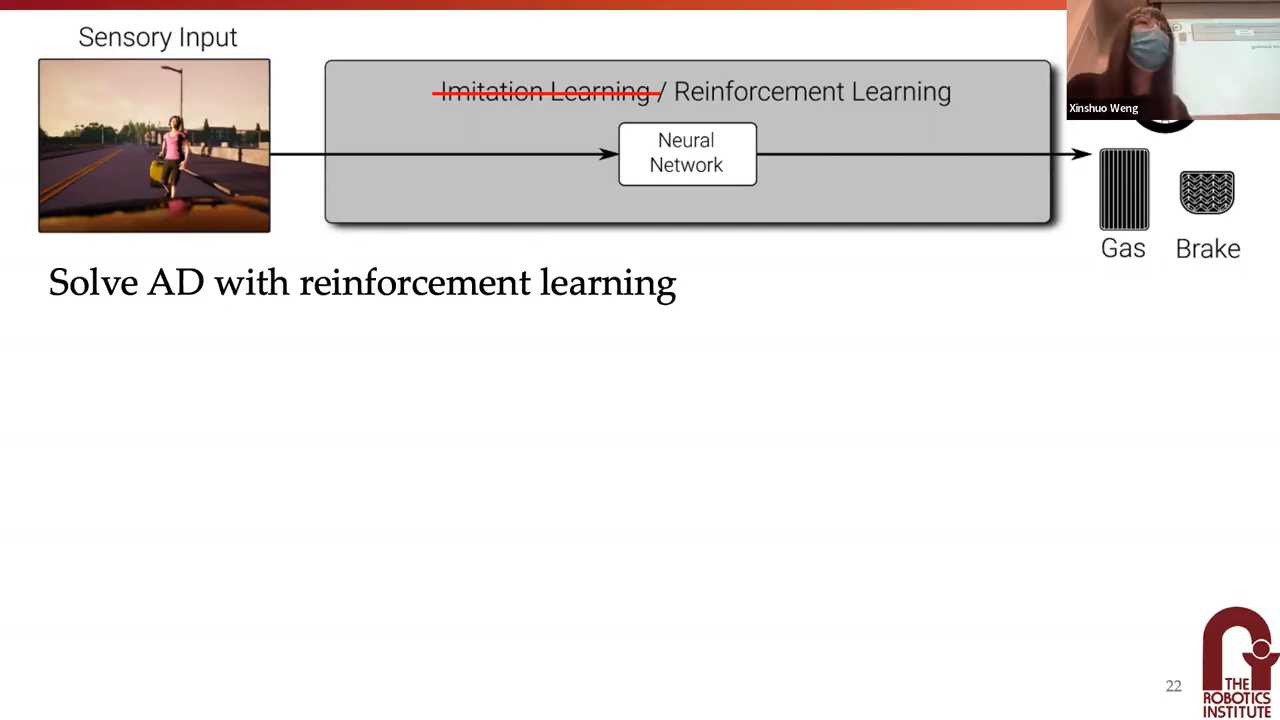 Sensory Input
Imitation Learning / Reinforcement Learning
Neural
Network
Xinshuo Weng
Gas
Brake
Solve AD with reinforcement learning
22
THE
ROBOTICS
INSTITUTE